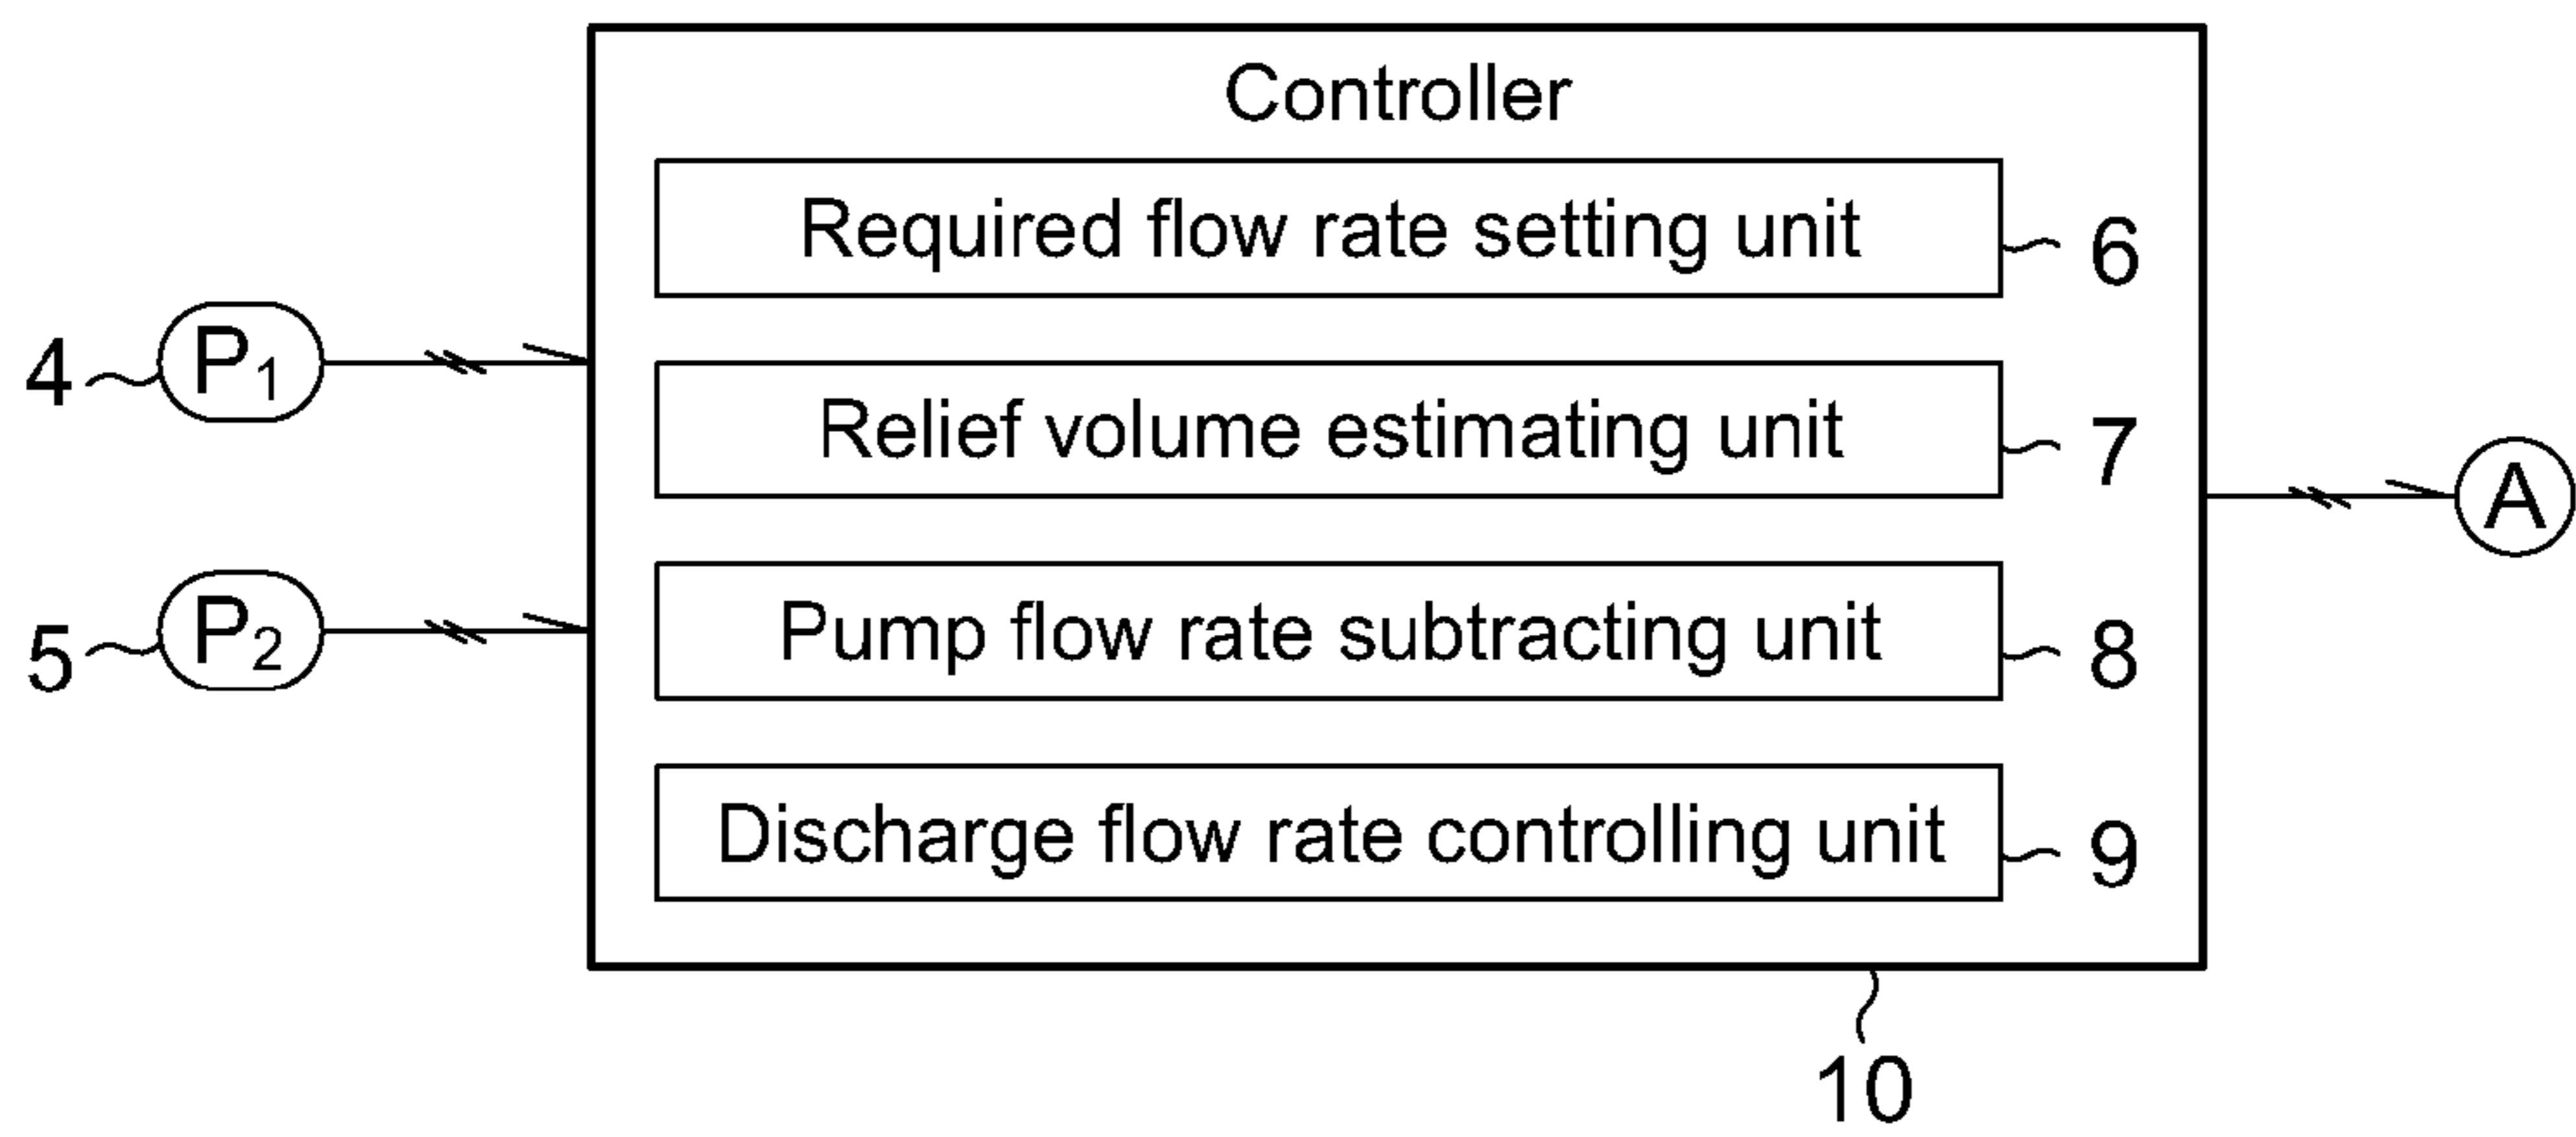 Controller
Required flow rate setting unit
6
4
P₁
Relief volume estimating unit
7
A
5
P₂
Pump flow rate subtracting unit
8
Discharge flow rate controlling unit
9
10